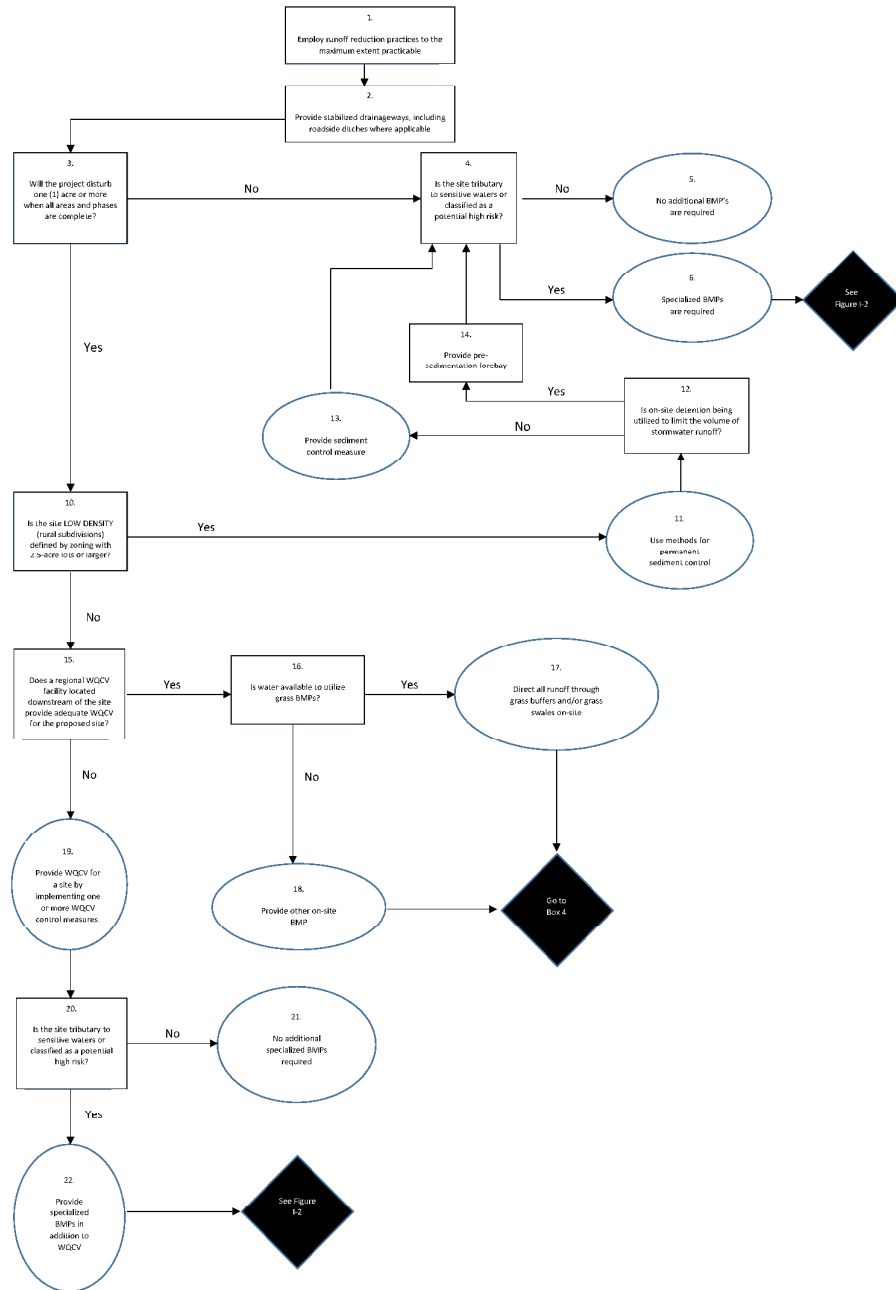 1.
Employ runoff reduction practices to the
maximum extent practicable
2.
Provide stabilized drainageways, including
roadside ditches where applicable
3.
Will the project disturb
one (1) acre or more
when all areas and phases
are complete?
No
4.
Is the site tributary
to sensitive waters or
classified as a
potential high risk?
No
5.
No additional BMP's
are required
Yes
6.
Specialized BMPs
are required
See
Figure I-2
Yes
14.
Provide pre-
sedimentation forebay
Yes
12.
Is on-site detention being
utilized to limit the volume of
stormwater runoff?
No
13.
Provide sediment
control measure
10.
Is the site LOW DENSITY
(rural subdivisions)
defined by zoning with
2.5-acre lots or larger?
Yes
11.
Use methods for
permanent
sediment control
No
15.
Does a regional WQCV
facility located
downstream of the site
provide adequate WQCV
for the proposed site?
Yes
16.
Is water available to utilize
grass BMPs?
Yes
17.
Direct all runoff through
grass buffers and/or grass
swales on-site
No
No
19.
Provide WQCV for
a site by
implementing one
or more WQCV
control measures.
18.
Provide other on-site
BMP
Go to
Box 4
20.
Is the site tributary to
sensitive waters or
classified as a potential
high risk?
No
21.
No additional
specialized BMPs
required
Yes
22.
Provide
specialized
BMPs in
addition to
WQCV
See Figure
I-2